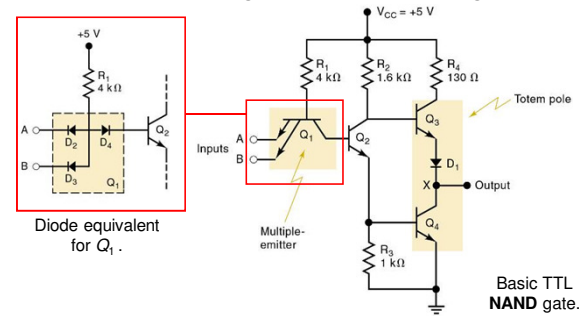 +5 V
R1
4 kΩ
A
D2
D4
Q2
B
D3
Q1
Diode equivalent
for Q1 .
VCC = +5 V
R1
4 kΩ
R2
1.6 kΩ
R4
130 Ω
Totem pole
Q3
Inputs
A
B
Q1
Q2
D1
X
Output
Q4
Multiple-
emitter
R3
1 kΩ
Basic TTL
NAND gate.